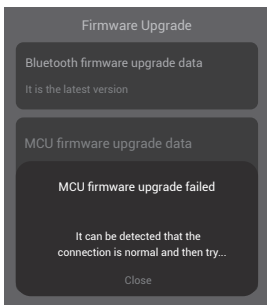 Firmware Upgrade
Bluetooth firmware upgrade data
It is the latest version
MCU firmware upgrade data
MCU firmware upgrade failed
It can be detected that the
connection is normal and then try...
Close